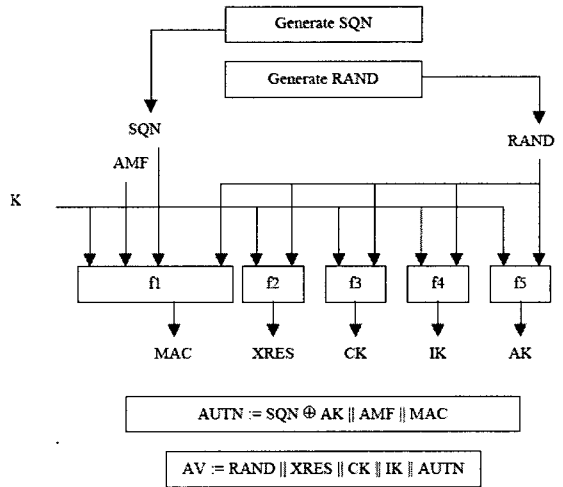 Generate SQN
Generate RAND
SQN
RAND
AMF
K
f1 f2 f3 f4 f5
MAC XRES CK IK AK
AUTN := SQN ⊕ AK || AMF || MAC
AV := RAND || XRES || CK || IK || AUTN